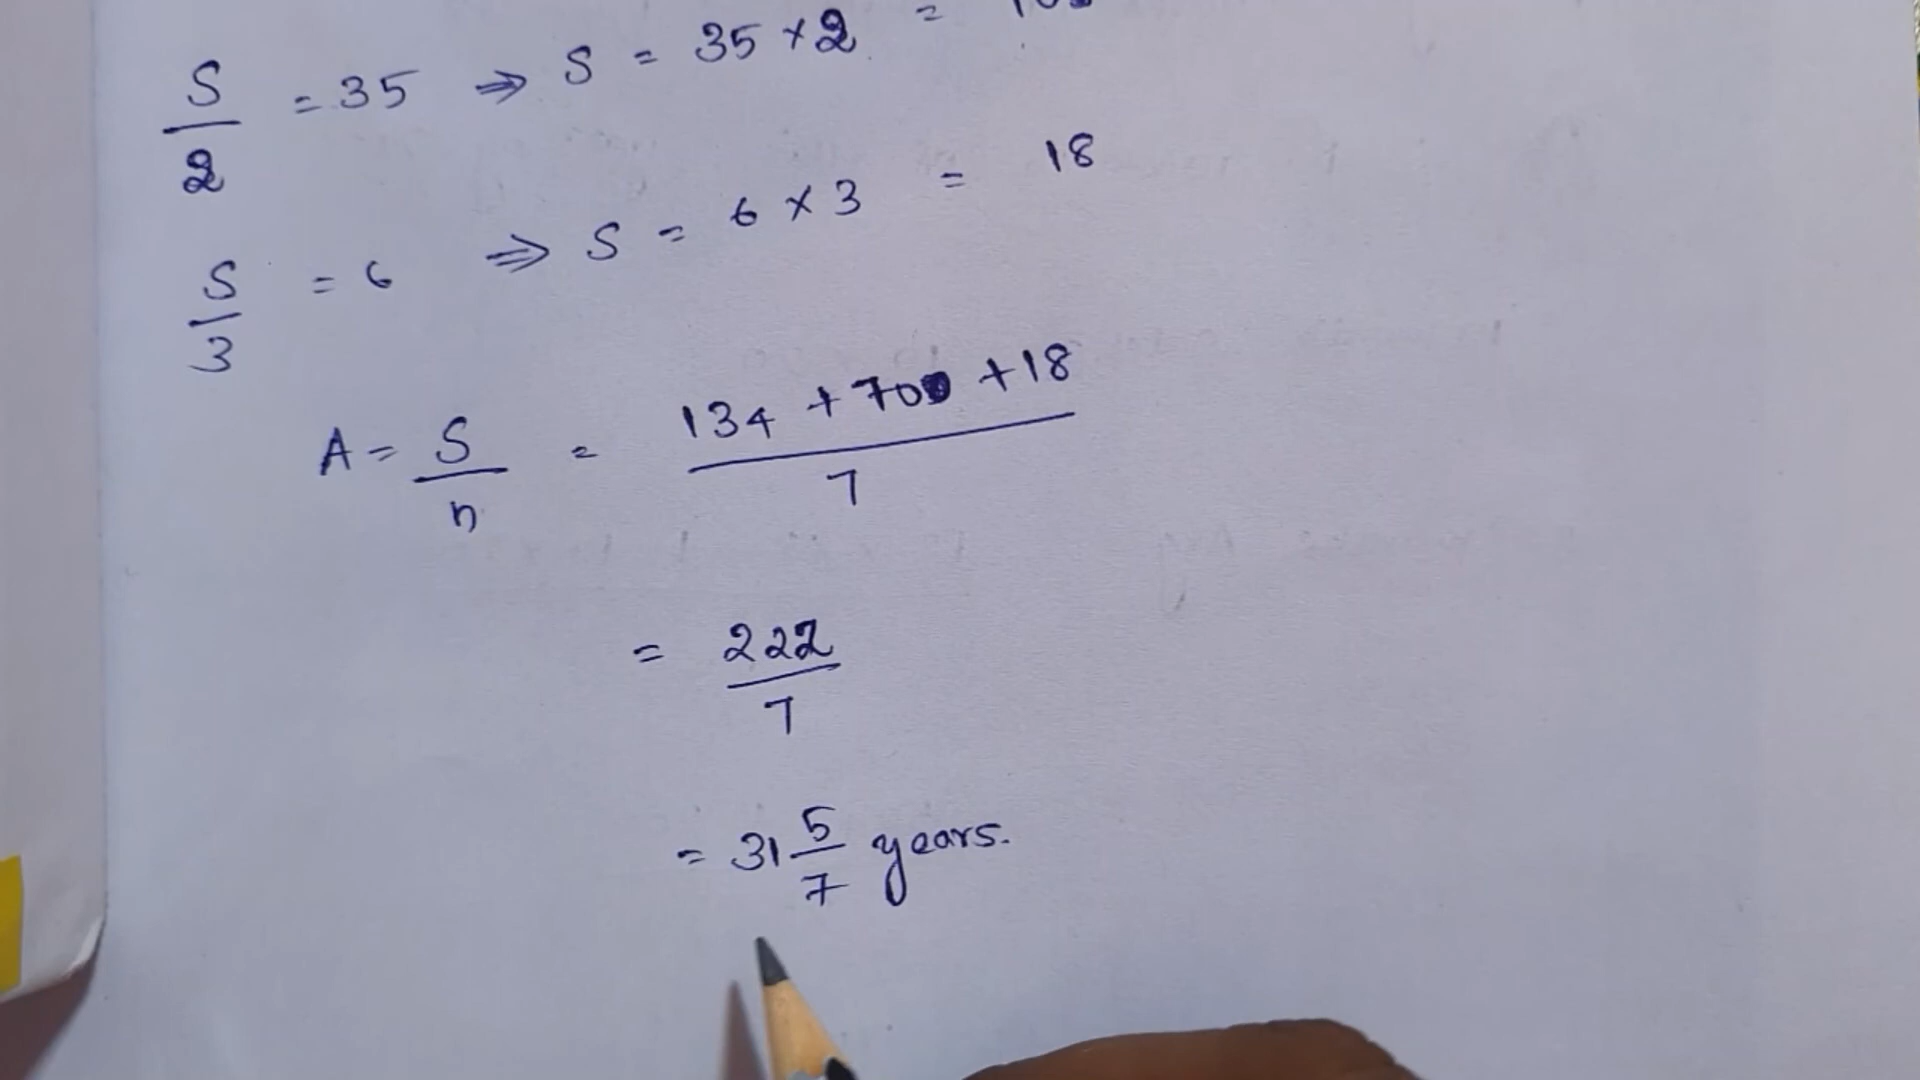 S/2 = 35 ⇒ S = 35 × 2 =
S/3 = 6 ⇒ S = 6 × 3 = 18
A = S/n = (134 + 70 + 18)/7
= 222/7
= 31 5/7 years.